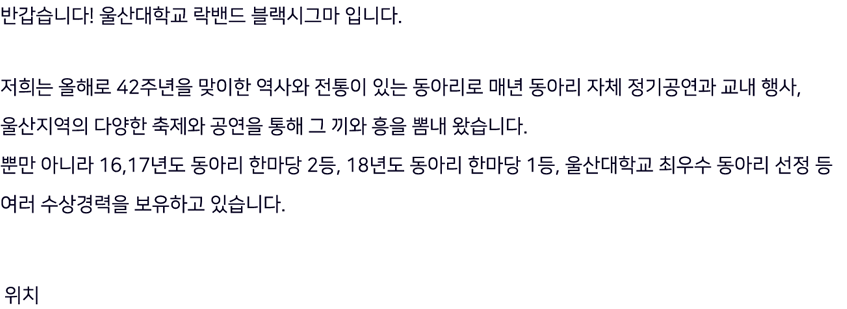 반갑습니다! 울산대학교 락밴드 블랙시그마 입니다.
저희는 올해로 42주년을 맞이한 역사와 전통이 있는 동아리로 매년 동아리 자체 정기공연과 교내 행사,
울산지역의 다양한 축제와 공연을 통해 그 끼와 흥을 뽐내 왔습니다.
뿐만 아니라 16,17년도 동아리 한마당 2등, 18년도 동아리 한마당 1등, 울산대학교 최우수 동아리 선정 등
여러 수상경력을 보유하고 있습니다.
위치